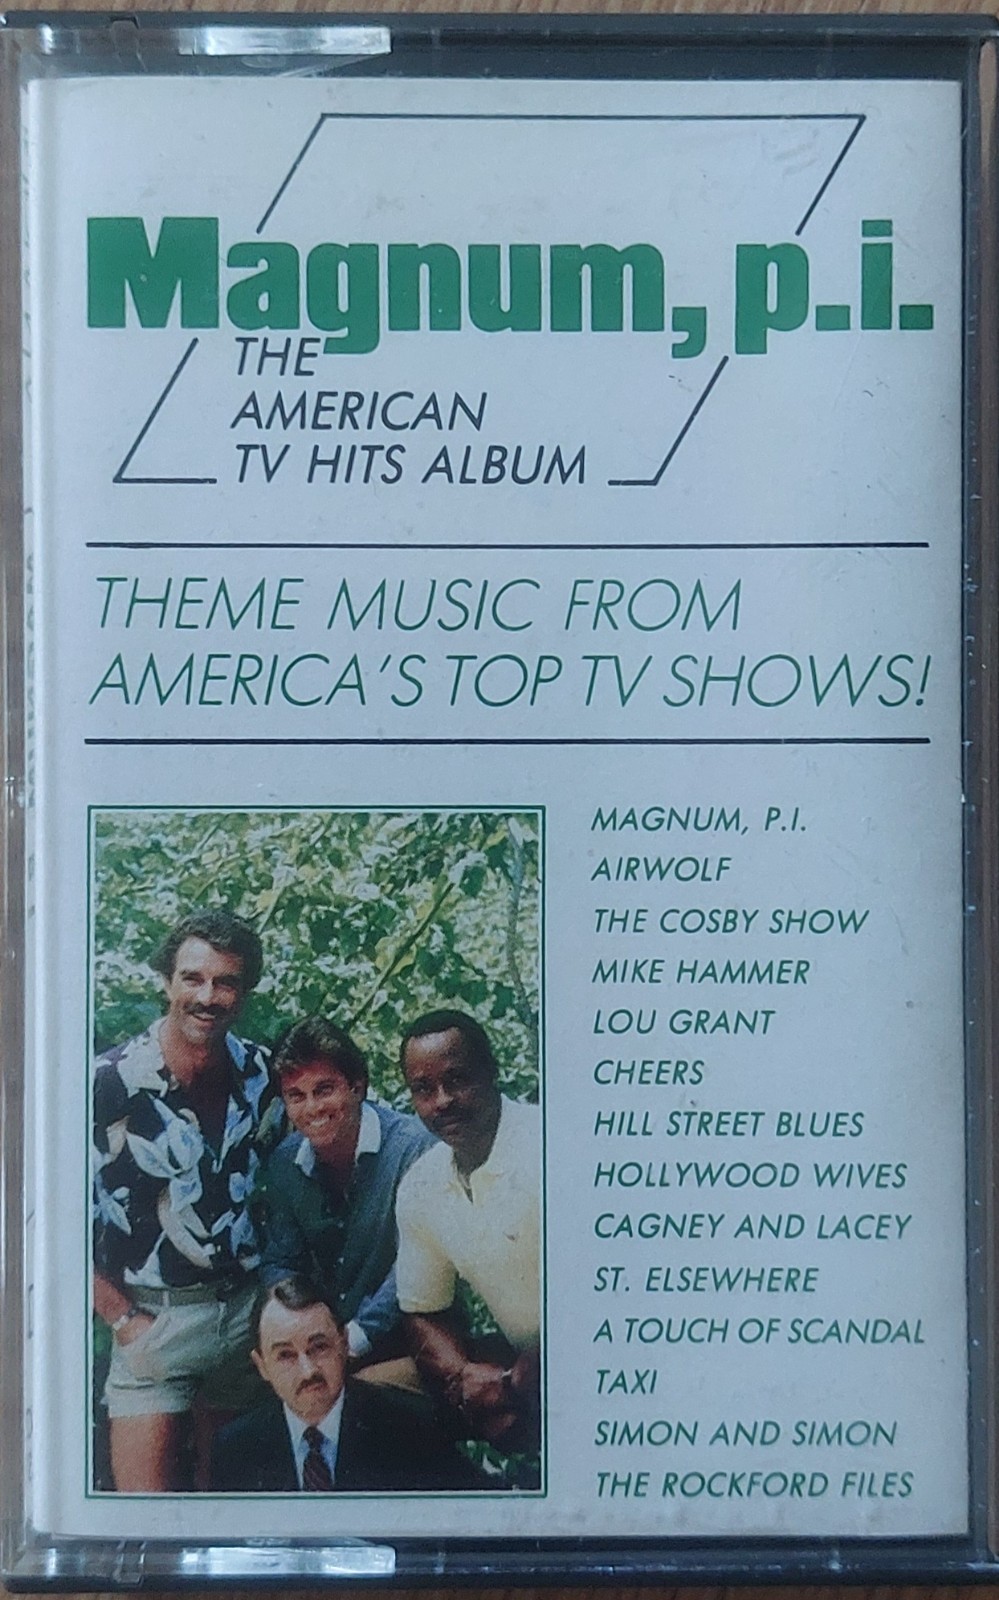 Magnum, p.i.
THE
AMERICAN
TV HITS ALBUM
THEME MUSIC FROM
AMERICA'S TOP TV SHOWS!
MAGNUM, P.I.
AIRWOLF
THE COSBY SHOW
MIKE HAMMER
LOU GRANT
CHEERS
HILL STREET BLUES
HOLLYWOOD WIVES
CAGNEY AND LACEY
ST. ELSEWHERE
A TOUCH OF SCANDAL
TAXI
SIMON AND SIMON
THE ROCKFORD FILES